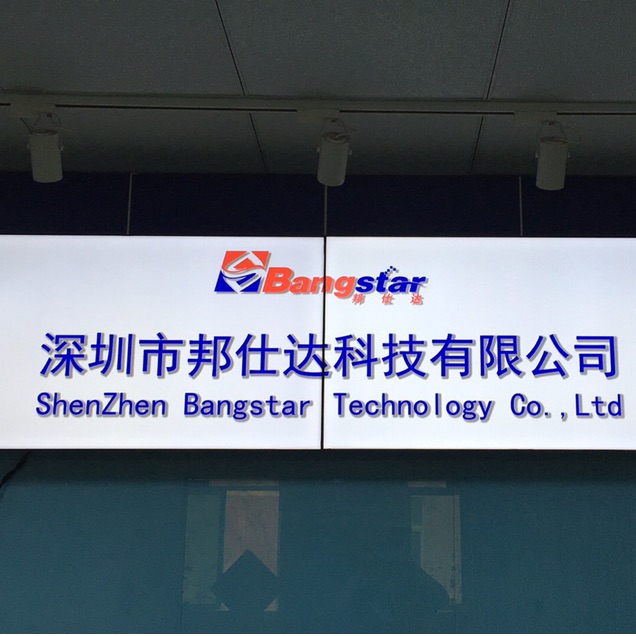 Bangstar
邦仕达
深圳市邦仕达科技有限公司
ShenZhen Bangstar Technology Co.,Ltd